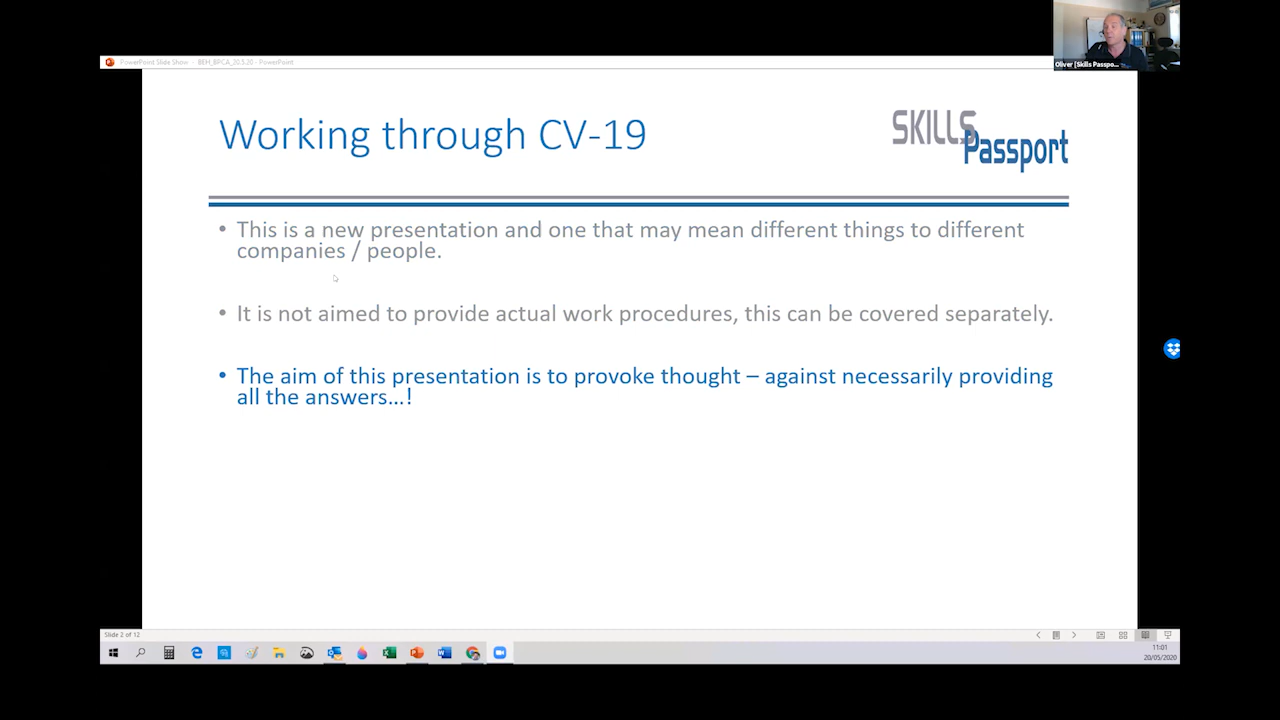 PowerPoint Slide Show - BEH_BPCA_20.5.20 - PowerPoint
Oliver [Skills Passpo...
Working through CV-19
SKILLS
Passport
• This is a new presentation and one that may mean different things to different
companies / people.
• It is not aimed to provide actual work procedures, this can be covered separately.
• The aim of this presentation is to provoke thought – against necessarily providing
all the answers...!
Slide 2 of 12
11:01
20/05/2020